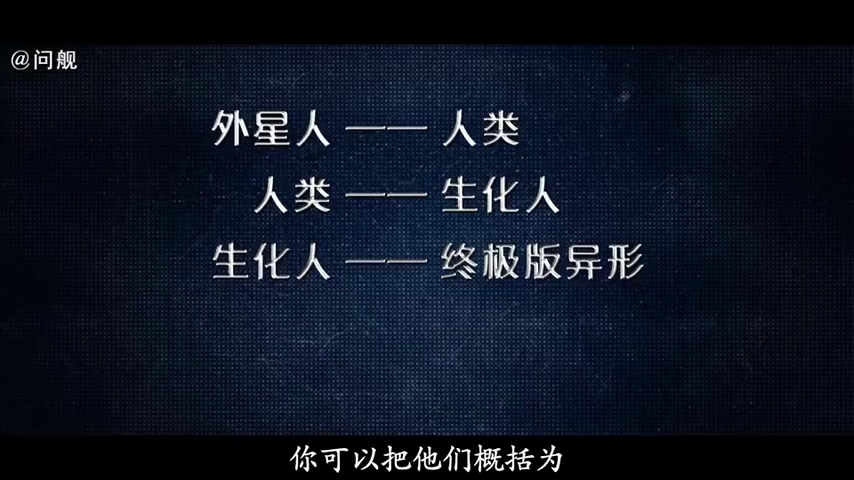 @问舰
外星人 —— 人类
人类 —— 生化人
生化人 —— 终极版异形
你可以把他们概括为